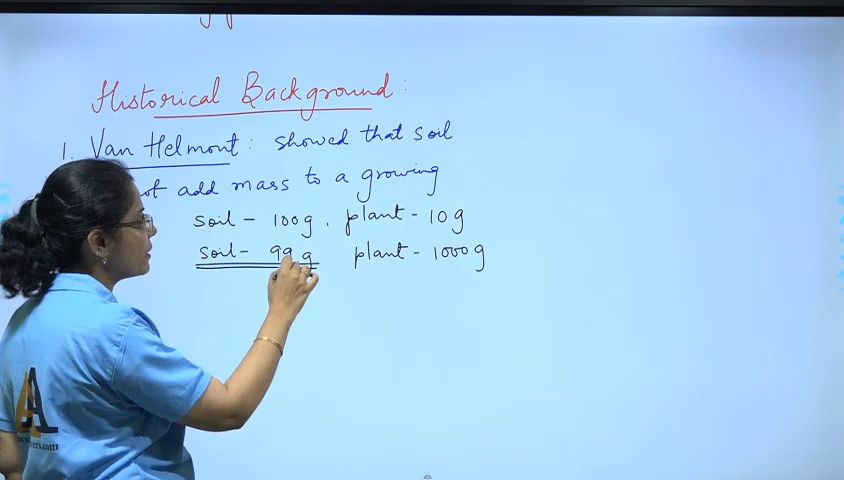 Historical Background:
1. Van Helmont: showed that soil
not add mass to a growing
soil - 100g. plant - 10g
soil - 99g plant - 1000g